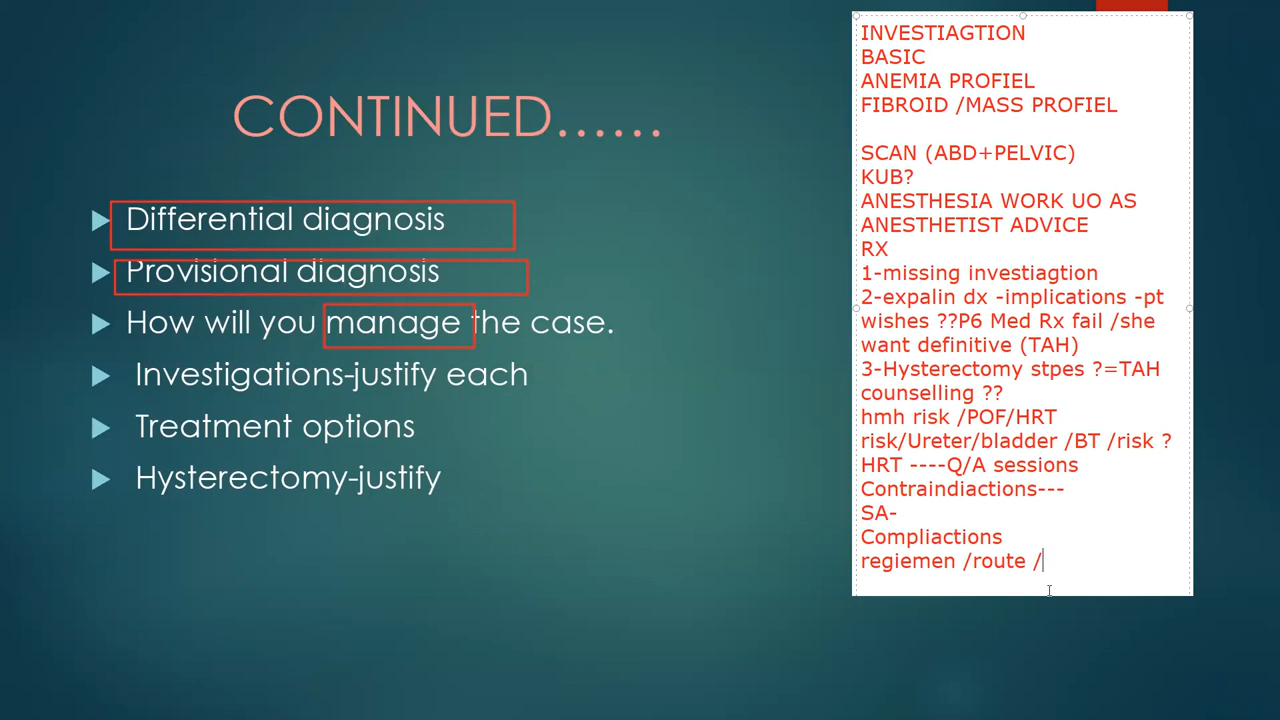 CONTINUED......
Differential diagnosis
Provisional diagnosis
How will you manage the case.
Investigations-justify each
Treatment options
Hysterectomy-justify
INVESTIAGTION
BASIC
ANEMIA PROFIEL
FIBROID /MASS PROFIEL
SCAN (ABD+PELVIC)
KUB?
ANESTHESIA WORK UO AS
ANESTHETIST ADVICE
RX
1-missing investiagtion
2-expalin dx -implications -pt
wishes ??P6 Med Rx fail /she
want definitive (TAH)
3-Hysterectomy stpes ?=TAH
counselling ??
hmh risk /POF/HRT
risk/Ureter/bladder /BT /risk ?
HRT ----Q/A sessions
Contraindiactions---
SA-
Compliactions
regiemen /route /